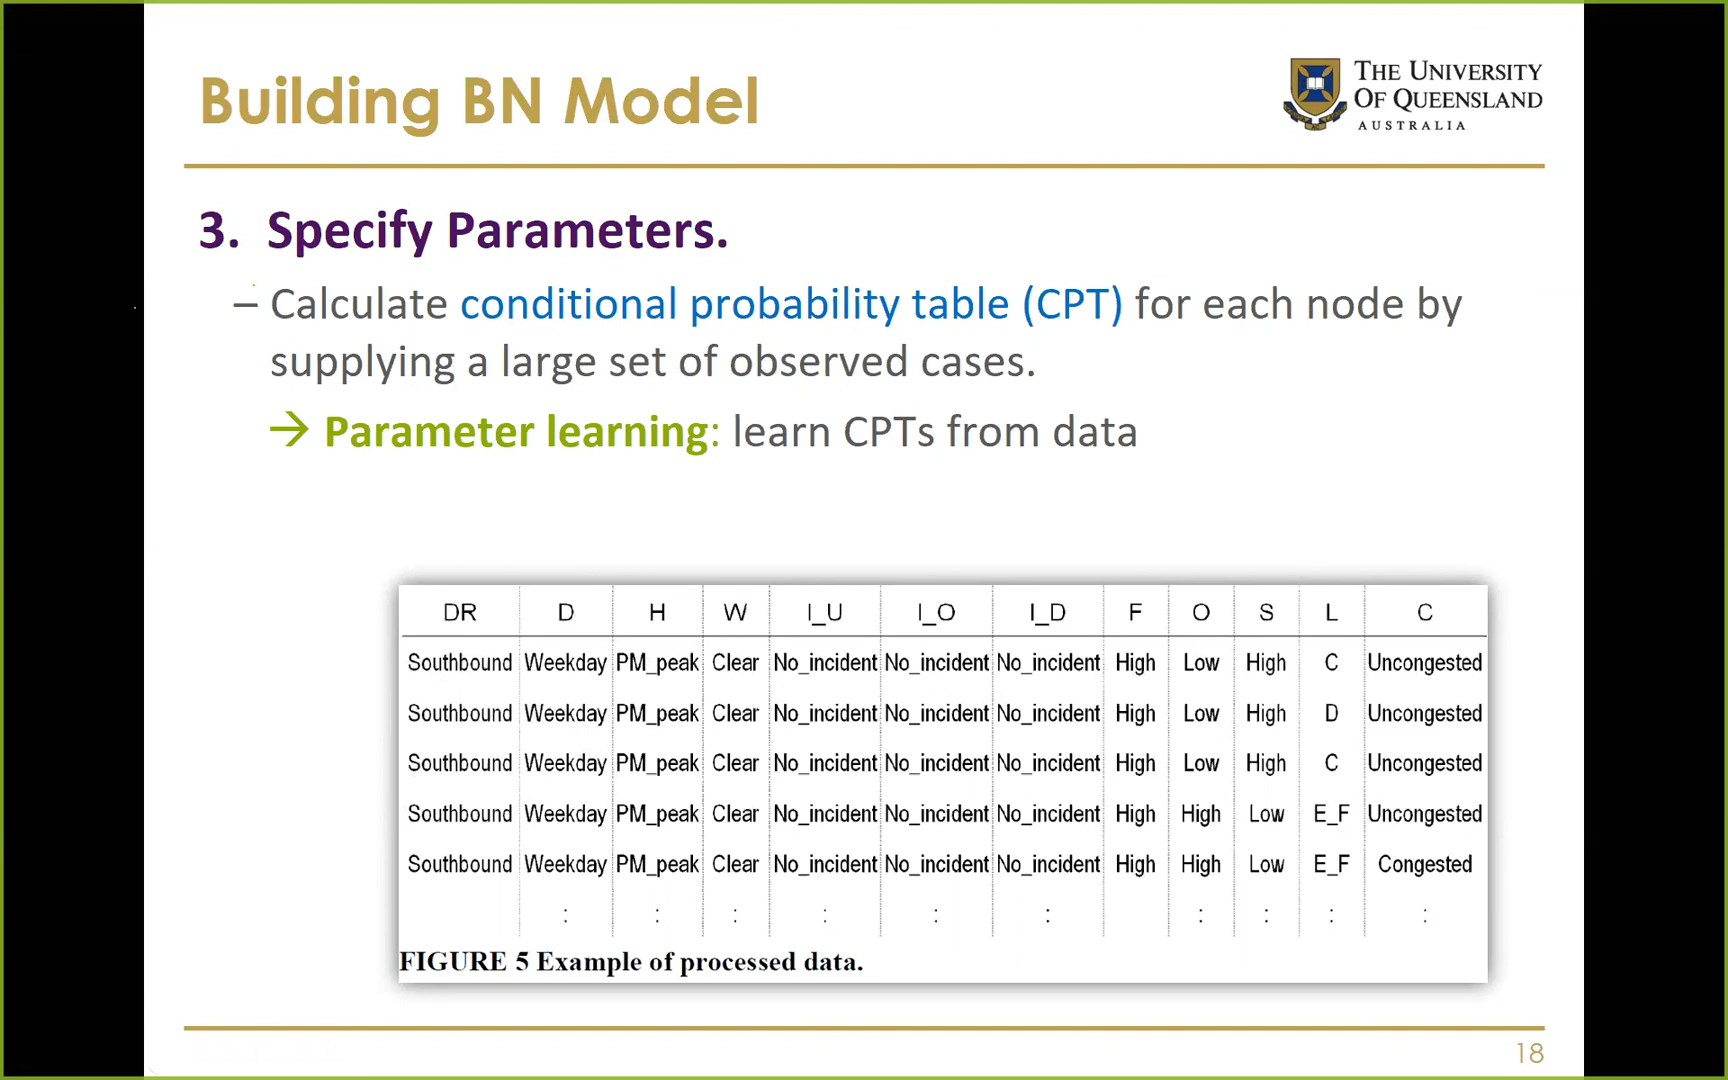 Building BN Model
THE UNIVERSITY
OF QUEENSLAND
AUSTRALIA
3. Specify Parameters.
– Calculate conditional probability table (CPT) for each node by
supplying a large set of observed cases.
→ Parameter learning: learn CPTs from data
DR D H W I_U I_O I_D F O S L C
Southbound Weekday PM_peak Clear No_incident No_incident No_incident High Low High C Uncongested
Southbound Weekday PM_peak Clear No_incident No_incident No_incident High Low High D Uncongested
Southbound Weekday PM_peak Clear No_incident No_incident No_incident High Low High C Uncongested
Southbound Weekday PM_peak Clear No_incident No_incident No_incident High High Low E_F Uncongested
Southbound Weekday PM_peak Clear No_incident No_incident No_incident High High Low E_F Congested
: : : : : : : : : :
FIGURE 5 Example of processed data.
18